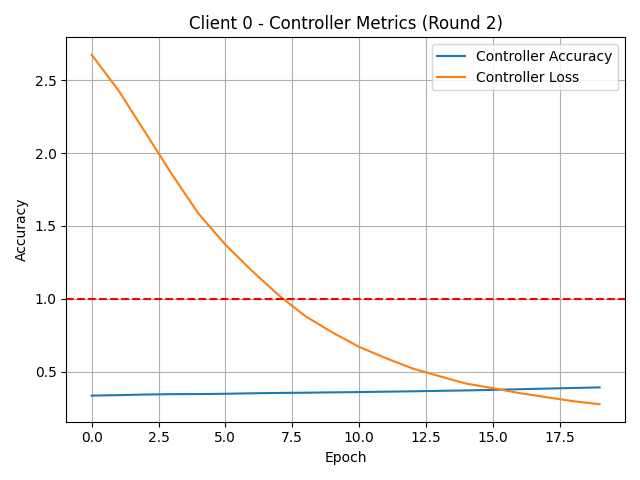 Client 0 - Controller Metrics (Round 2)
Controller Accuracy
Controller Loss
Accuracy
2.5
2.0
1.5
1.0
0.5
0.0 2.5 5.0 7.5 10.0 12.5 15.0 17.5
Epoch